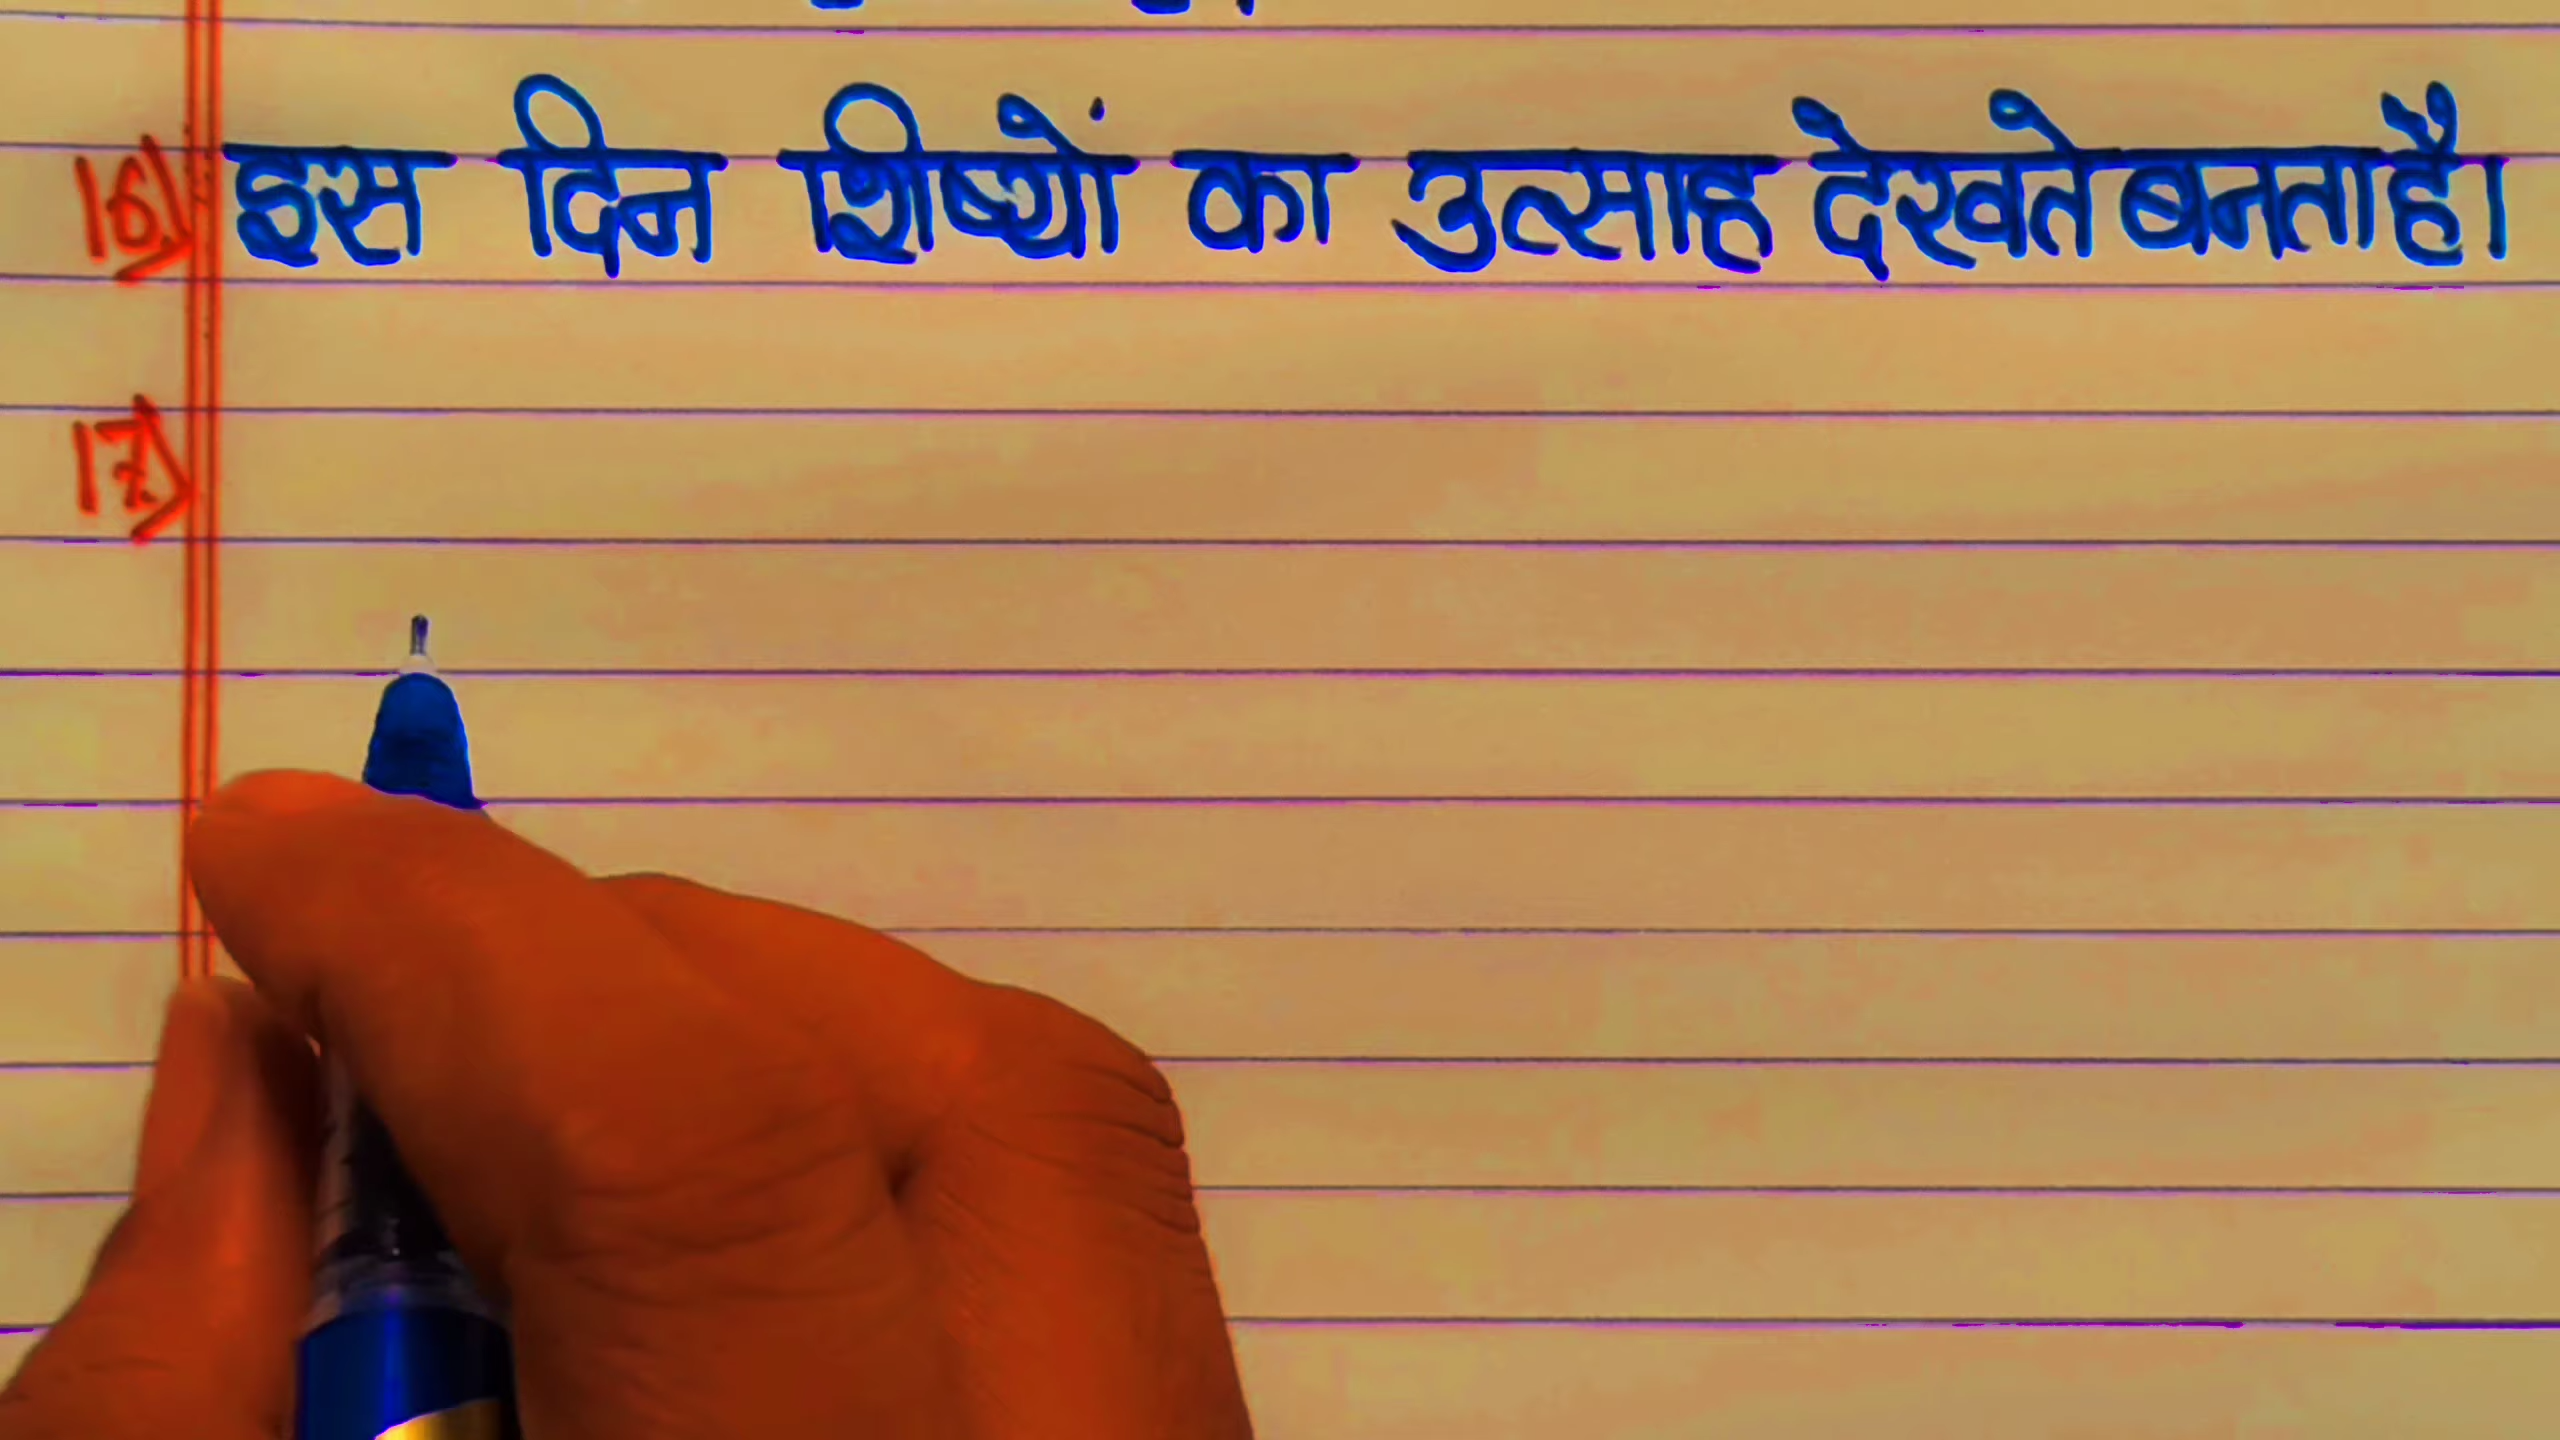 16) इस दिन शिष्यों का उत्साह देखते बनता है।
17)